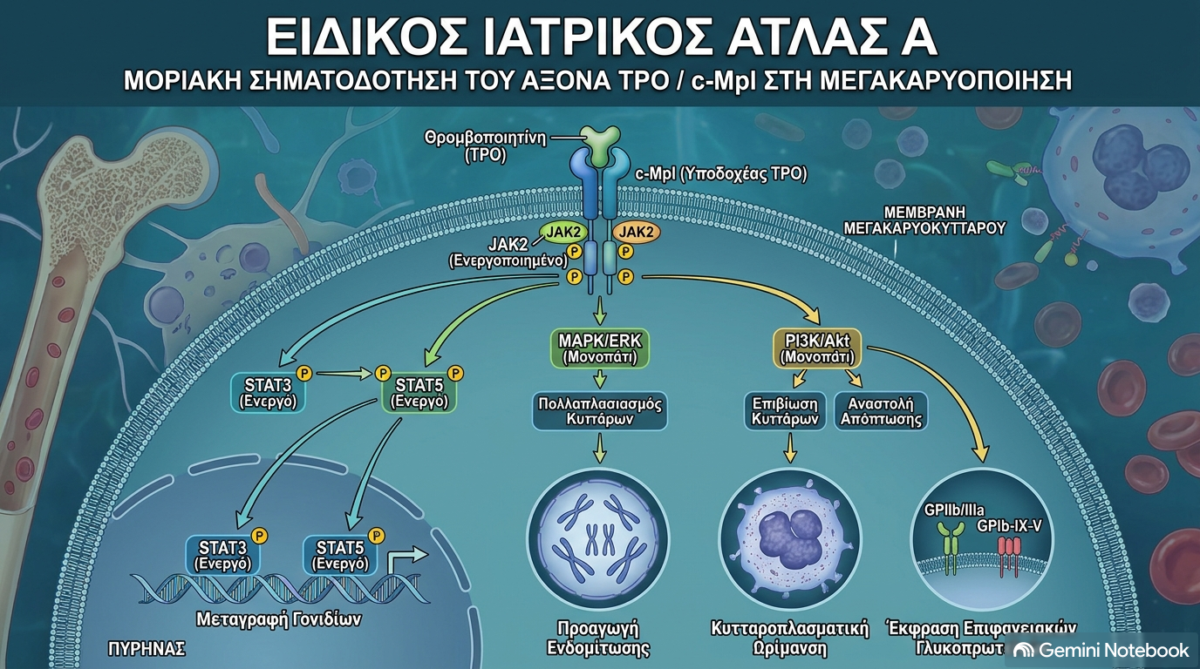 ΕΙΔΙΚΟΣ ΙΑΤΡΙΚΟΣ ΑΤΛΑΣ Α
ΜΟΡΙΑΚΗ ΣΗΜΑΤΟΔΟΤΗΣΗ ΤΟΥ ΑΞΟΝΑ TPO / c-Mpl ΣΤΗ ΜΕΓΑΚΑΡΥΟΠΟΙΗΣΗ
Θρομβοποιητίνη
(TPO)
c-Mpl (Υποδοχέας TPO)
ΜΕΜΒΡΑΝΗ
ΜΕΓΑΚΑΡΥΟΚΥΤΤΑΡΟΥ
JAK2
JAK2
JAK2
(Ενεργοποιημένο)
P
P
P
P
MAPK/ERK
(Μονοπάτι)
PI3K/Akt
(Μονοπάτι)
STAT3
(Ενεργό)
P
P
STAT5
(Ενεργό)
P
Πολλαπλασιασμός
Κυττάρων
Επιβίωση
Κυττάρων
Αναστολή
Απόπτωσης
GPIIb/IIIa
GPIb-IX-V
STAT3
(Ενεργό)
P
STAT5
(Ενεργό)
P
Μεταγραφή Γονιδίων
ΠΥΡΗΝΑΣ
Προαγωγή
Ενδομίτωσης
Κυτταροπλασματική
Ωρίμανση
Έκφραση Επιφανειακών
Γλυκοπρωτ
Gemini Notebook